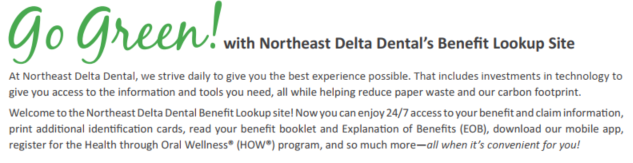 Go Green! with Northeast Delta Dental's Benefit Lookup Site
At Northeast Delta Dental, we strive daily to give you the best experience possible. That includes investments in technology to
give you access to the information and tools you need, all while helping reduce paper waste and our carbon footprint.
Welcome to the Northeast Delta Dental Benefit Lookup site! Now you can enjoy 24/7 access to your benefit and claim information,
print additional identification cards, read your benefit booklet and Explanation of Benefits (EOB), download our mobile app,
register for the Health through Oral Wellness® (HOW®) program, and so much more—all when it's convenient for you!